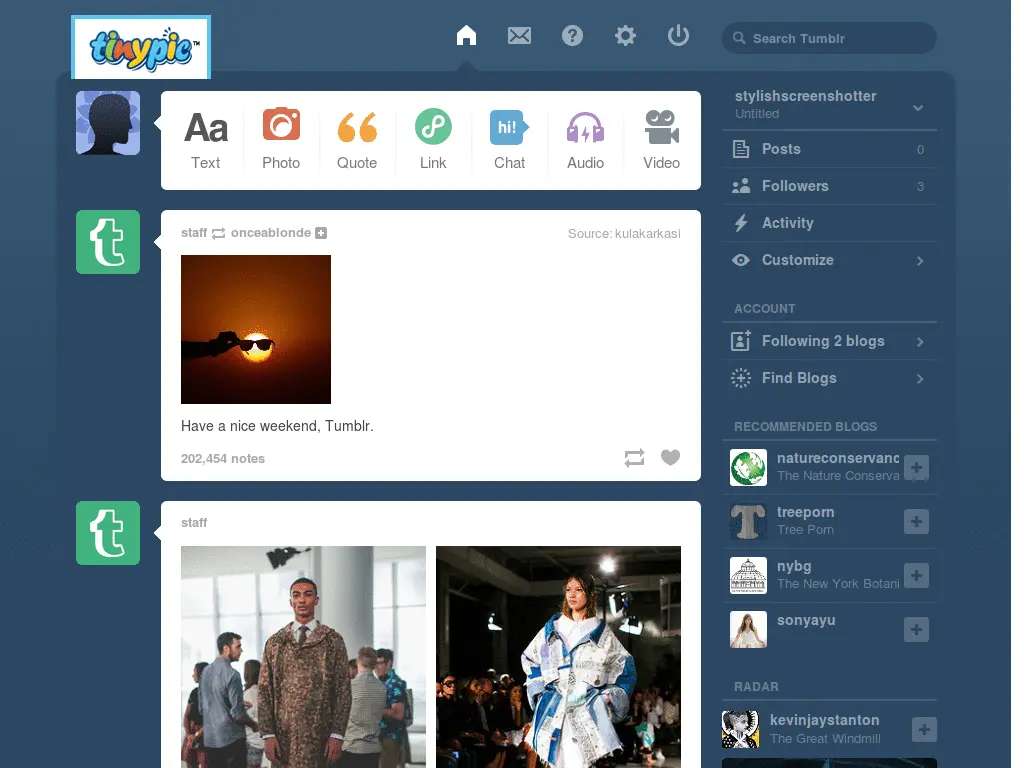 tinypic™
Search Tumblr
Aa
Text
Photo
Quote
Link
hi!
Chat
Audio
Video
staff onceablonde
Source: kulakarkasi
Have a nice weekend, Tumblr.
202,454 notes
staff
stylishscreenshotter
Untitled
Posts 0
Followers 3
Activity
Customize
ACCOUNT
Following 2 blogs
Find Blogs
RECOMMENDED BLOGS
natureconservanc
The Nature Conserva
treeporn
Tree Porn
nybg
The New York Botani
sonyayu
RADAR
kevinjaystanton
The Great Windmill